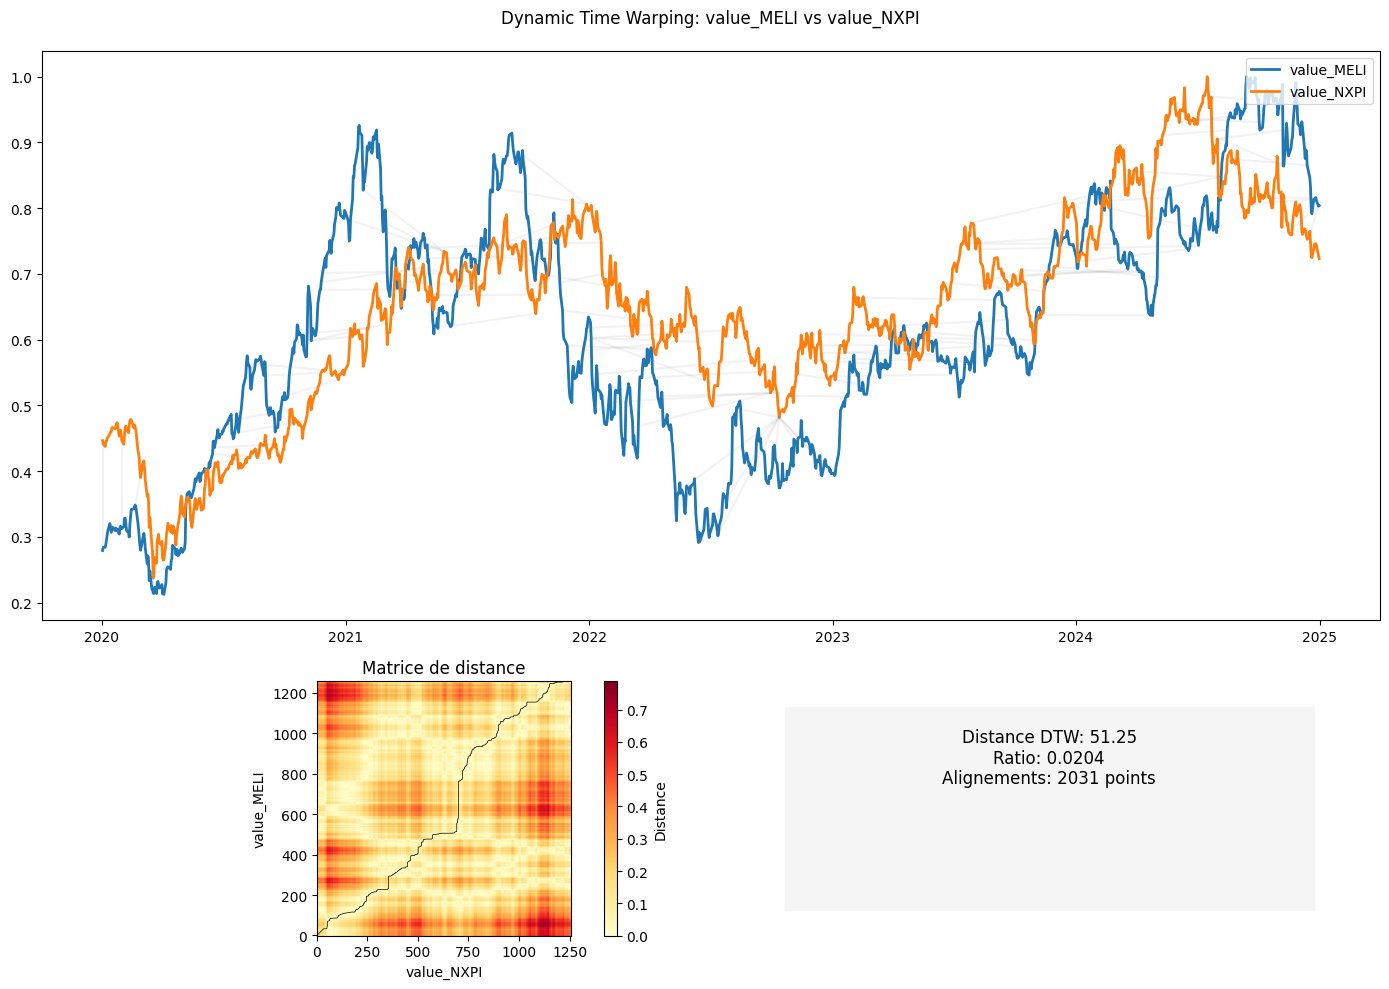 Dynamic Time Warping: value_MELI vs value_NXPI
1.0
0.9
0.8
0.7
0.6
0.5
0.4
0.3
0.2
value_MELI
value_NXPI
2020 2021 2022 2023 2024 2025
Matrice de distance
1200
1000
800
600
400
200
0
value_MELI
0 250 500 750 1000 1250
value_NXPI
0.7
0.6
0.5
0.4
0.3
0.2
0.1
0.0
Distance
Distance DTW: 51.25
Ratio: 0.0204
Alignements: 2031 points